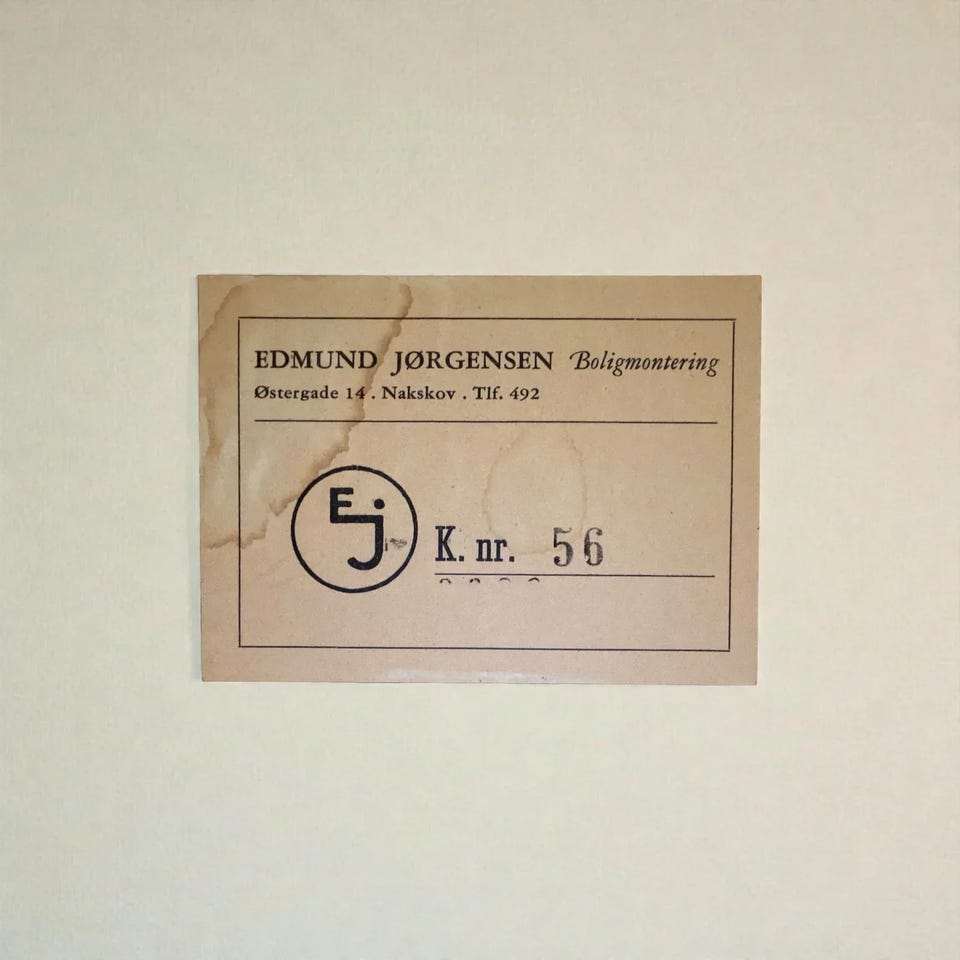 EDMUND JØRGENSEN Boligmontering
Østergade 14 . Nakskov . Tlf. 492
Ej
K. nr. 56